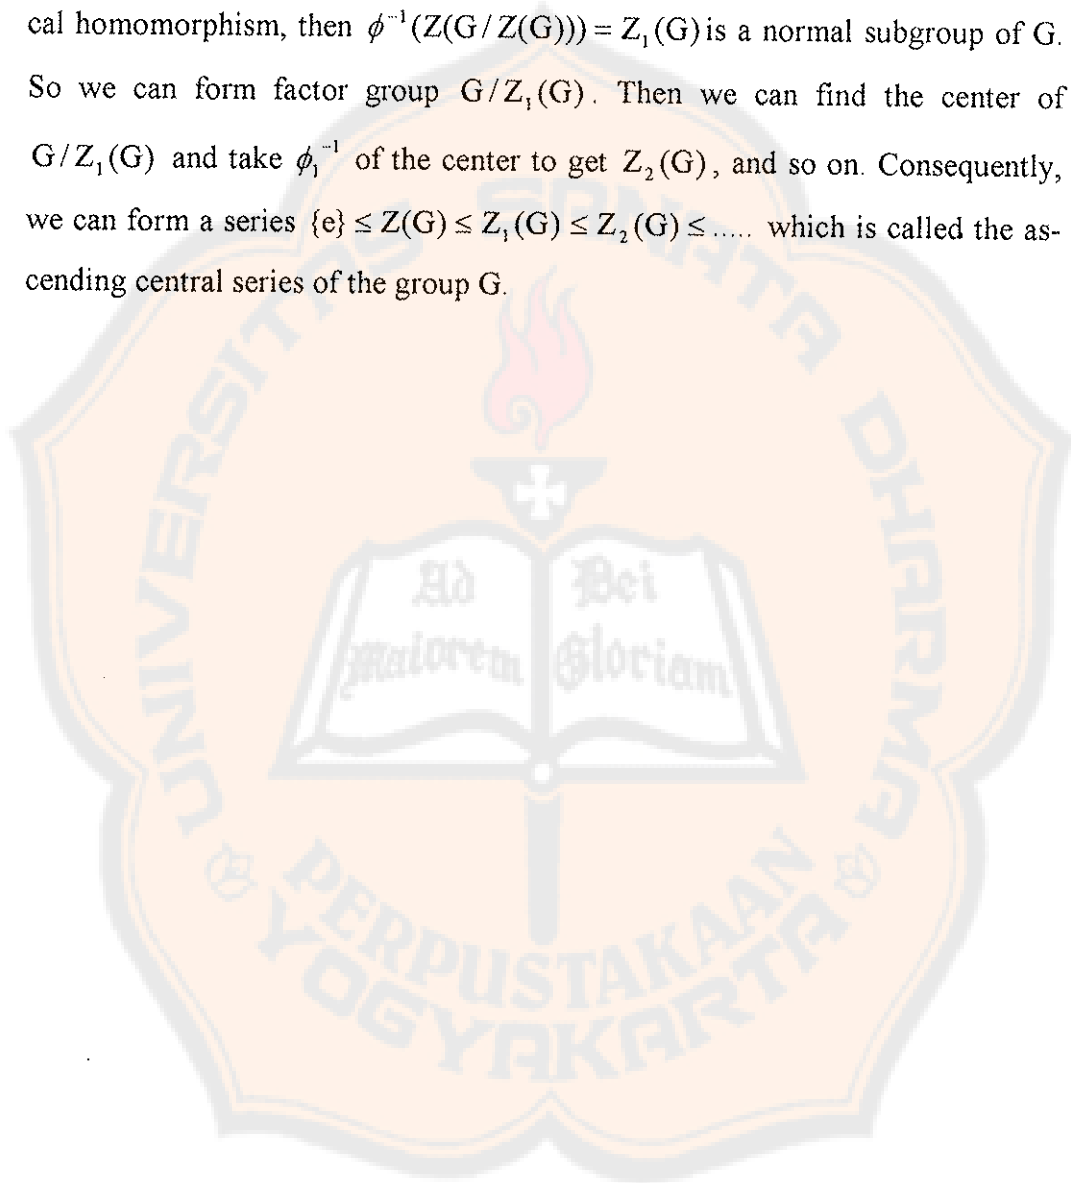 cal homomorphism, then ϕ⁻¹(Z(G/Z(G))) = Z₁(G) is a normal subgroup of G.
So we can form factor group G/Z₁(G). Then we can find the center of
G/Z₁(G) and take ϕ₁⁻¹ of the center to get Z₂(G), and so on. Consequently,
we can form a series {e} ≤ Z(G) ≤ Z₁(G) ≤ Z₂(G) ≤ ..... which is called the as-
cending central series of the group G.
UNIVERSITAS SANATA DHARMA
Ad Dei
Maiorem Gloriam
PERPUSTAKAAN
YOGYAKARTA